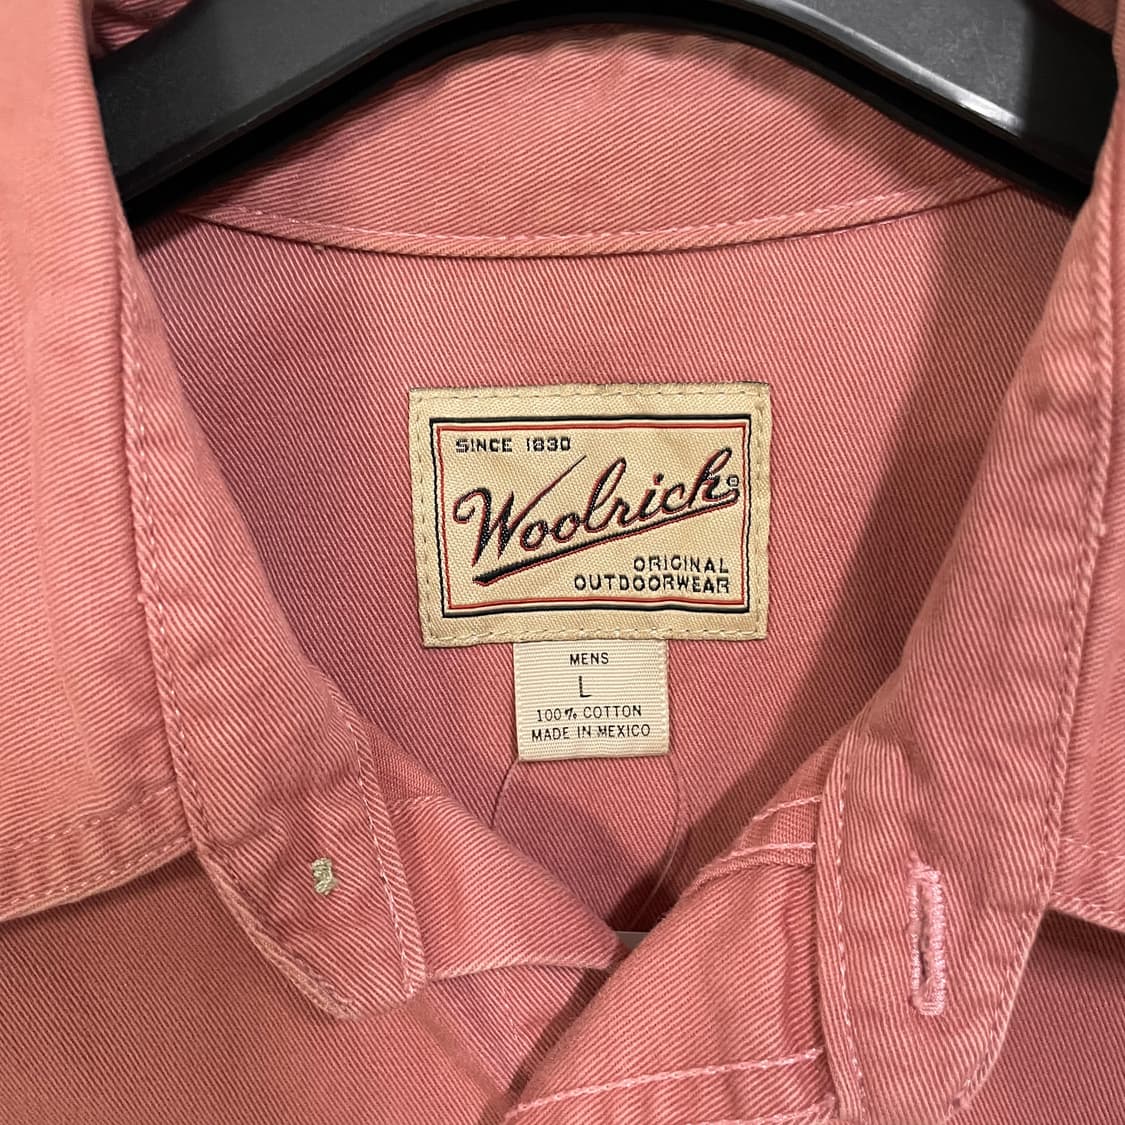 SINCE 1830
Woolrich®
ORIGINAL
OUTDOORWEAR
MENS
L
100% COTTON
MADE IN MEXICO